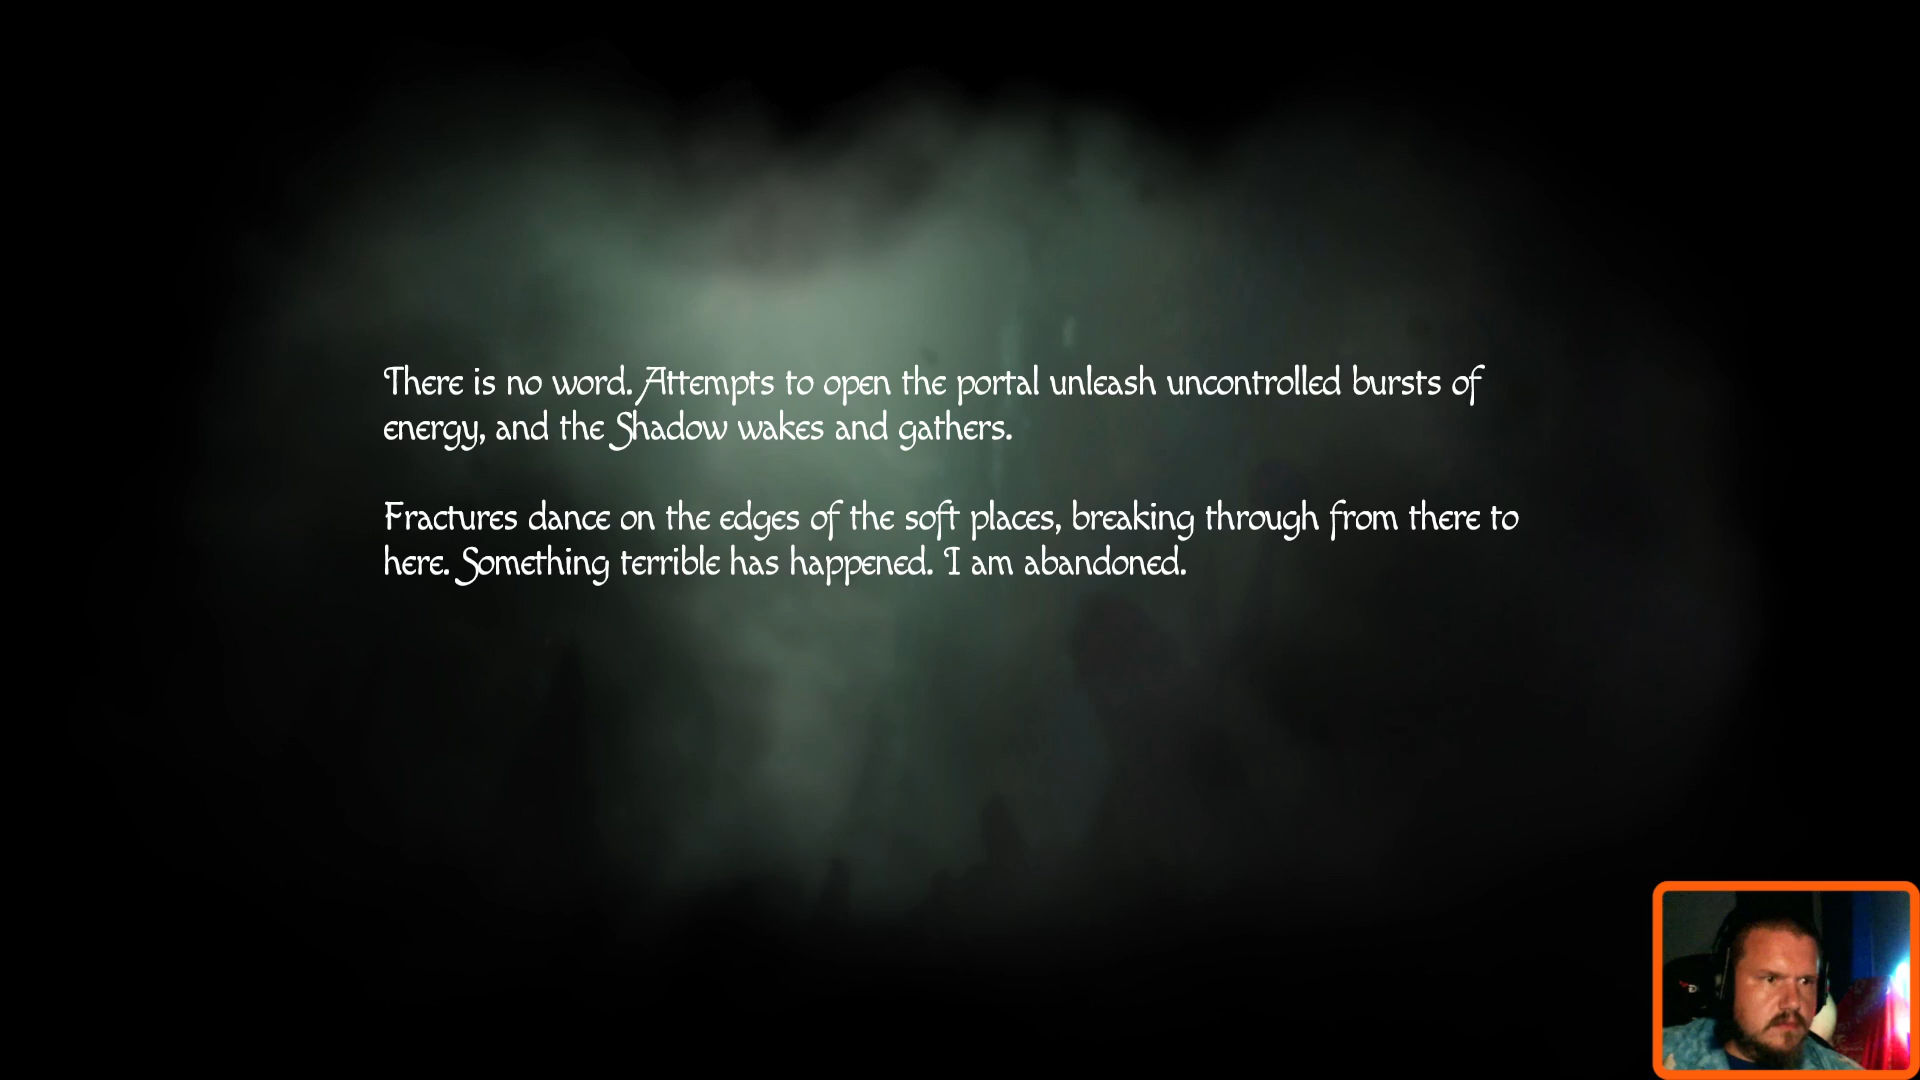 There is no word. Attempts to open the portal unleash uncontrolled bursts of
energy, and the Shadow wakes and gathers.
Fractures dance on the edges of the soft places, breaking through from there to
here. Something terrible has happened. I am abandoned.